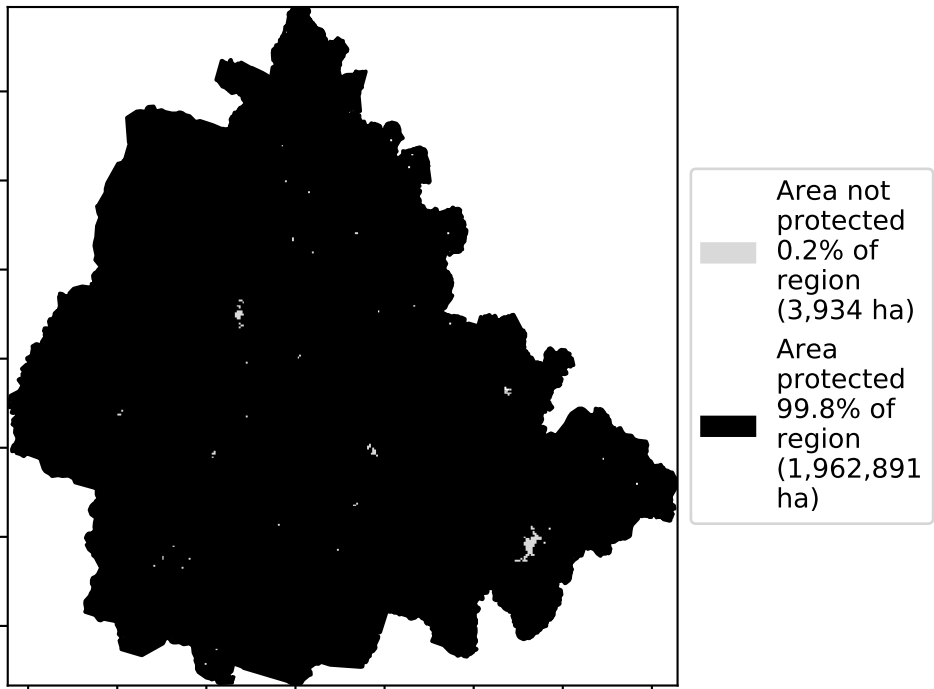 Area not
protected
0.2% of
region
(3,934 ha)
Area
protected
99.8% of
region
(1,962,891
ha)